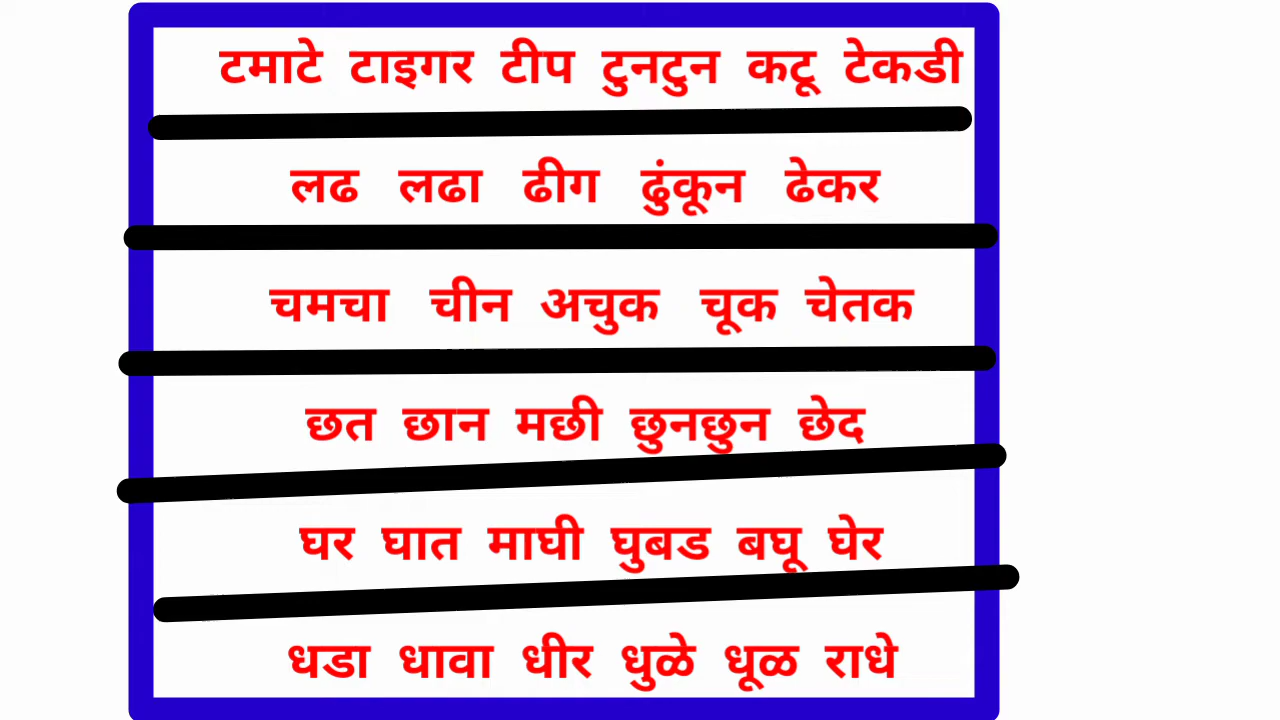 टमाटे टाइगर टीप टुनटुन कटू टेकडी
लढ लढा ढीग ढुंकून ढेकर
चमचा चीन अचुक चूक चेतक
छत छान मछी छुनछुन छेद
घर घात माघी घुबड बघू घेर
धडा धावा धीर धुळे धूळ राधे